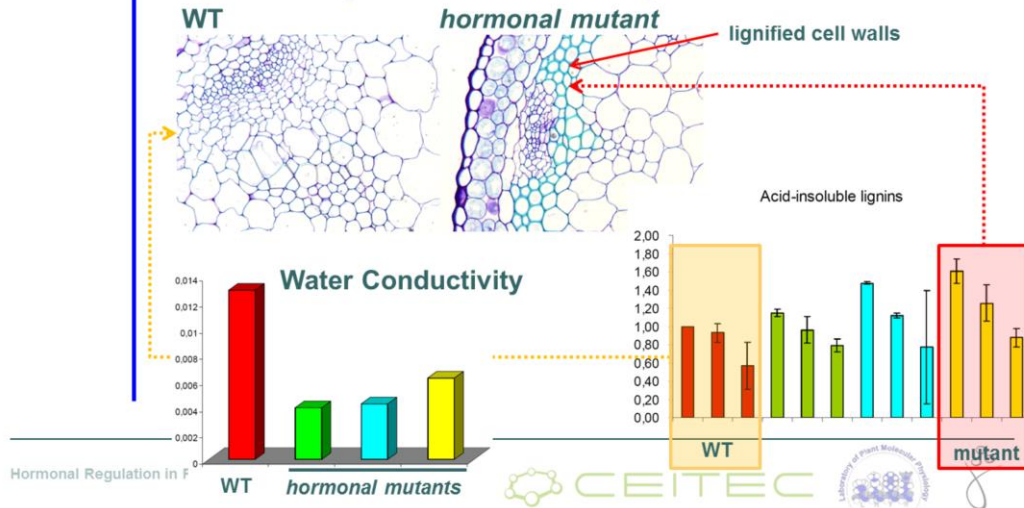 WT
hormonal mutant
lignified cell walls
Acid-insoluble lignins
Water Conductivity
0,014
0,012
0,01
0,008
0,006
0,004
0,002
0
WT
hormonal mutants
2,00
1,80
1,60
1,40
1,20
1,00
0,80
0,60
0,40
0,20
0,00
WT
mutant
Hormonal Regulation in
CEITEC
Laboratory of Plant Molecular Physiology